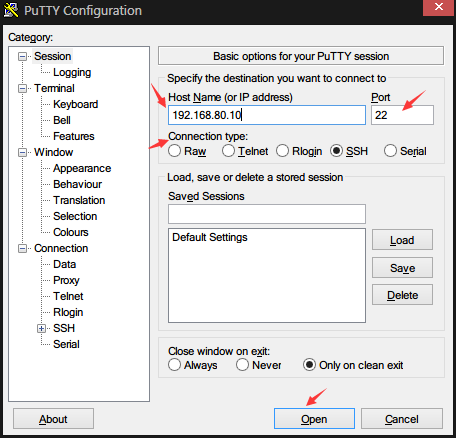 PuTTY Configuration
Category:
Session
Logging
Terminal
Keyboard
Bell
Features
Window
Appearance
Behaviour
Translation
Selection
Colours
Connection
Data
Proxy
Telnet
Rlogin
SSH
Serial
Basic options for your PuTTY session
Specify the destination you want to connect to
Host Name (or IP address) Port
192.168.80.10 22
Connection type:
Raw Telnet Rlogin SSH Serial
Load, save or delete a stored session
Saved Sessions
Default Settings
Load
Save
Delete
Close window on exit:
Always Never Only on clean exit
About Open Cancel